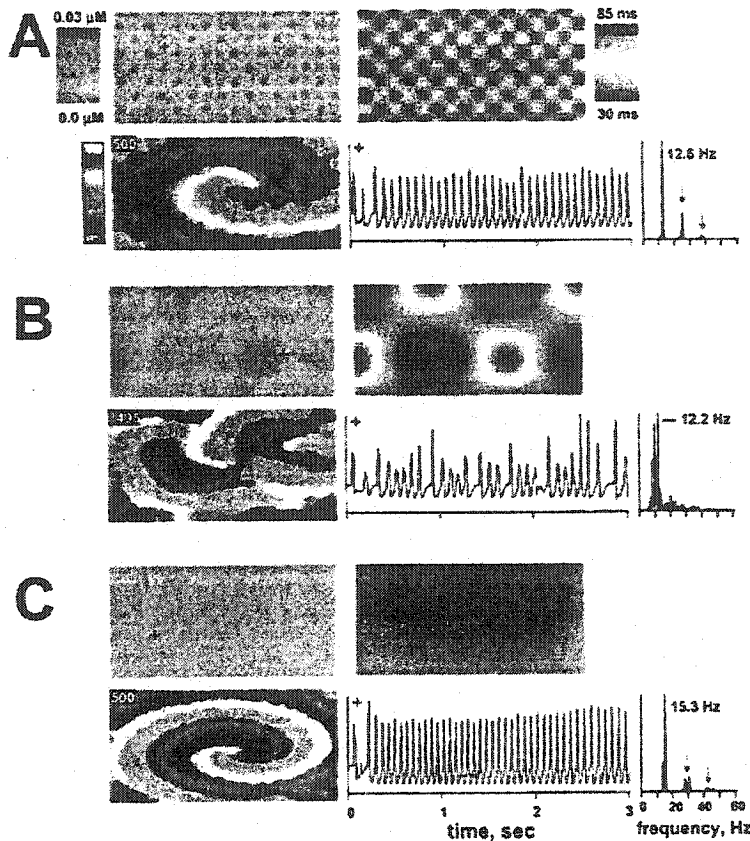 A
0.03 µM
0.0 µM
85 ms
30 ms
500
+
12.6 Hz
B
+
12.2 Hz
C
500
+
15.3 Hz
0 1 2 3
0 20 40 60
time, sec
frequency, Hz